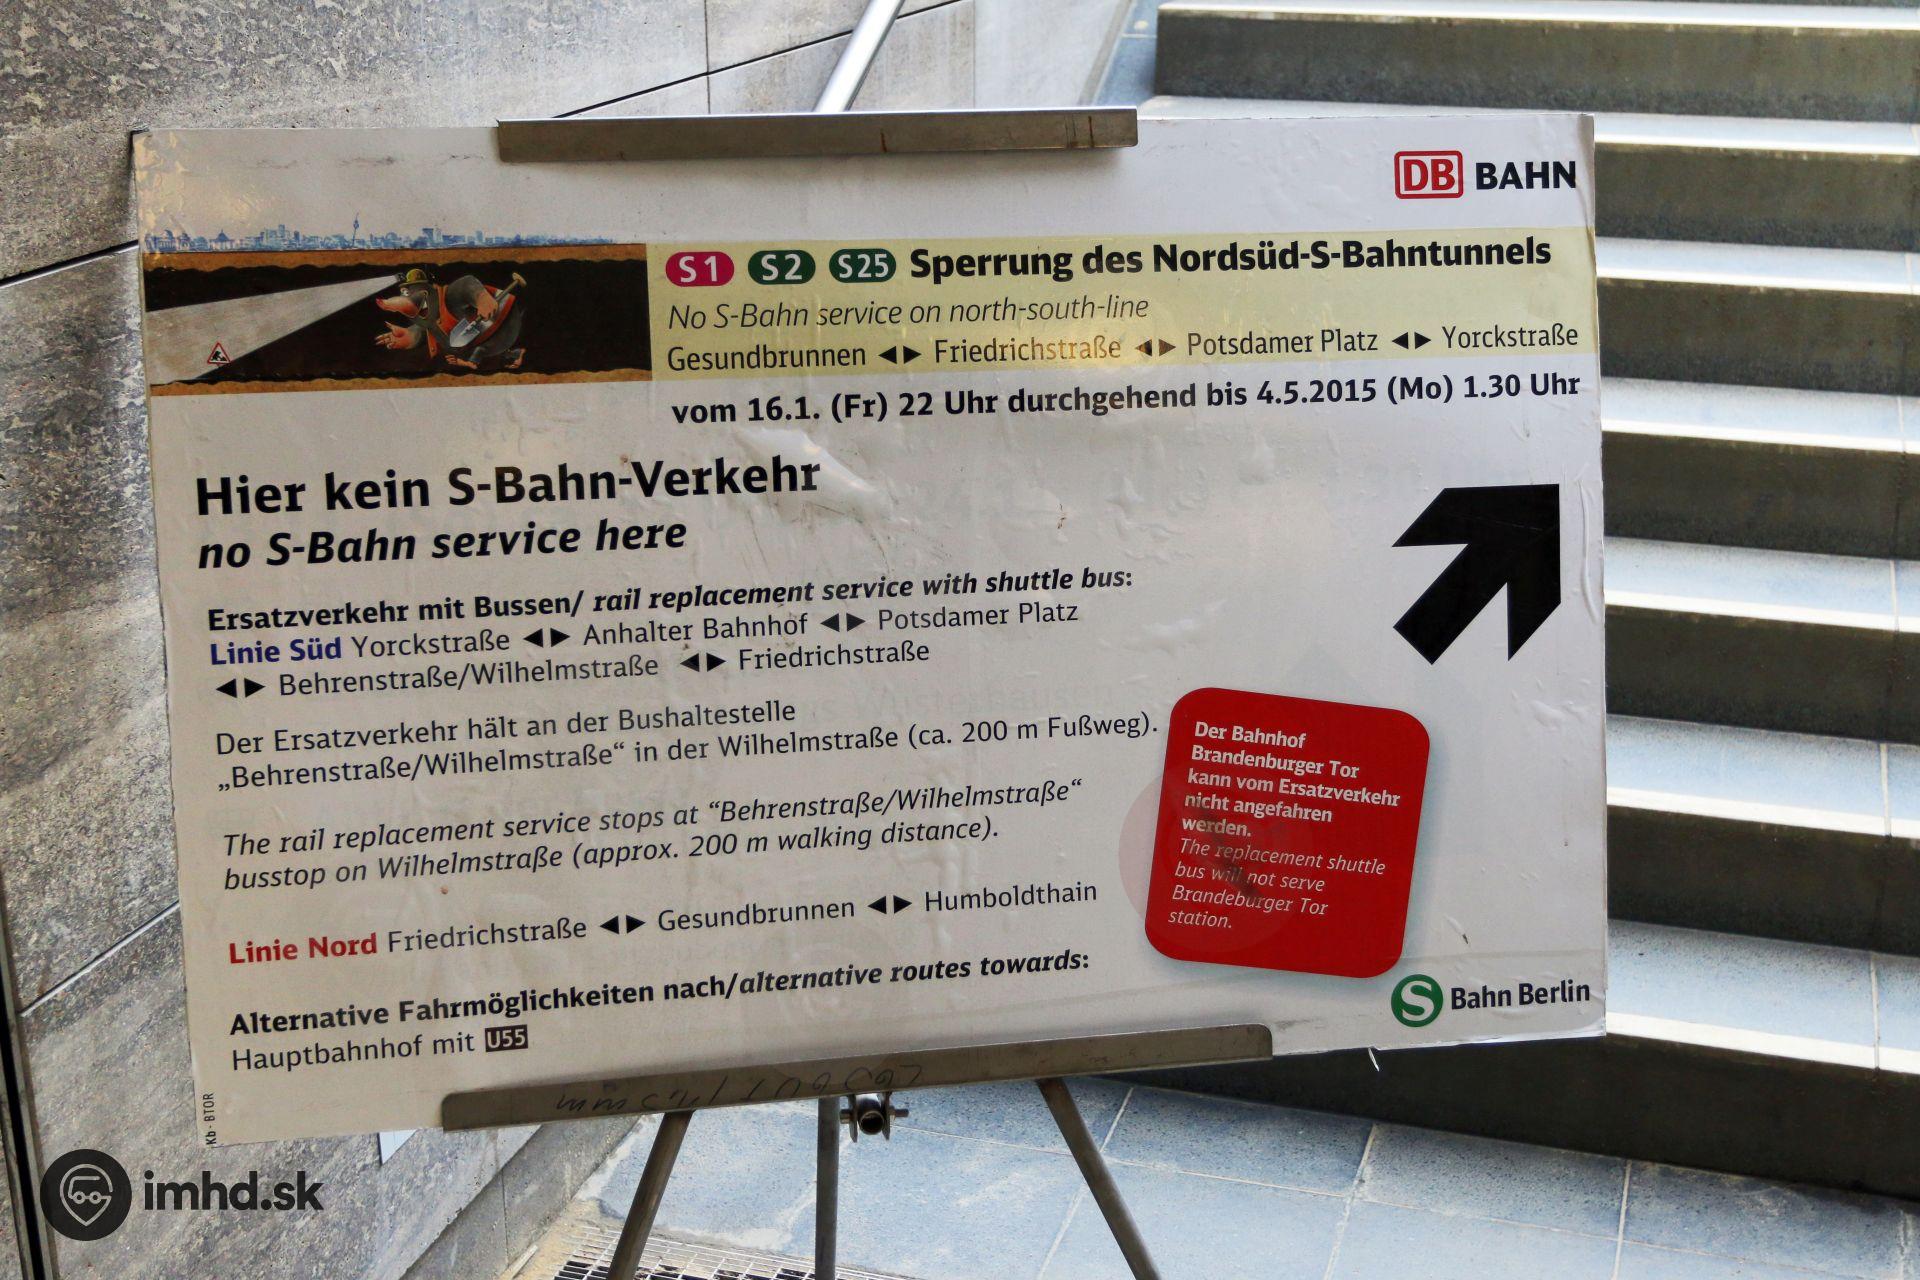 DB BAHN
S1 S2 S25 Sperrung des Nordsüd-S-Bahntunnels
No S-Bahn service on north-south-line
Gesundbrunnen ◄► Friedrichstraße ◄► Potsdamer Platz ◄► Yorckstraße
vom 16.1. (Fr) 22 Uhr durchgehend bis 4.5.2015 (Mo) 1.30 Uhr
Hier kein S-Bahn-Verkehr
no S-Bahn service here
Ersatzverkehr mit Bussen/ rail replacement service with shuttle bus:
Linie Süd Yorckstraße ◄► Anhalter Bahnhof ◄► Potsdamer Platz
◄► Behrenstraße/Wilhelmstraße ◄► Friedrichstraße
Der Ersatzverkehr hält an der Bushaltestelle
„Behrenstraße/Wilhelmstraße“ in der Wilhelmstraße (ca. 200 m Fußweg).
The rail replacement service stops at “Behrenstraße/Wilhelmstraße“
busstop on Wilhelmstraße (approx. 200 m walking distance).
Linie Nord Friedrichstraße ◄► Gesundbrunnen ◄► Humboldthain
Alternative Fahrmöglichkeiten nach/alternative routes towards:
Hauptbahnhof mit U55
Der Bahnhof
Brandenburger Tor
kann vom Ersatzverkehr
nicht angefahren
werden.
The replacement shuttle
bus will not serve
Brandeburger Tor
station.
S Bahn Berlin
Kb - BTOR
imhd.sk